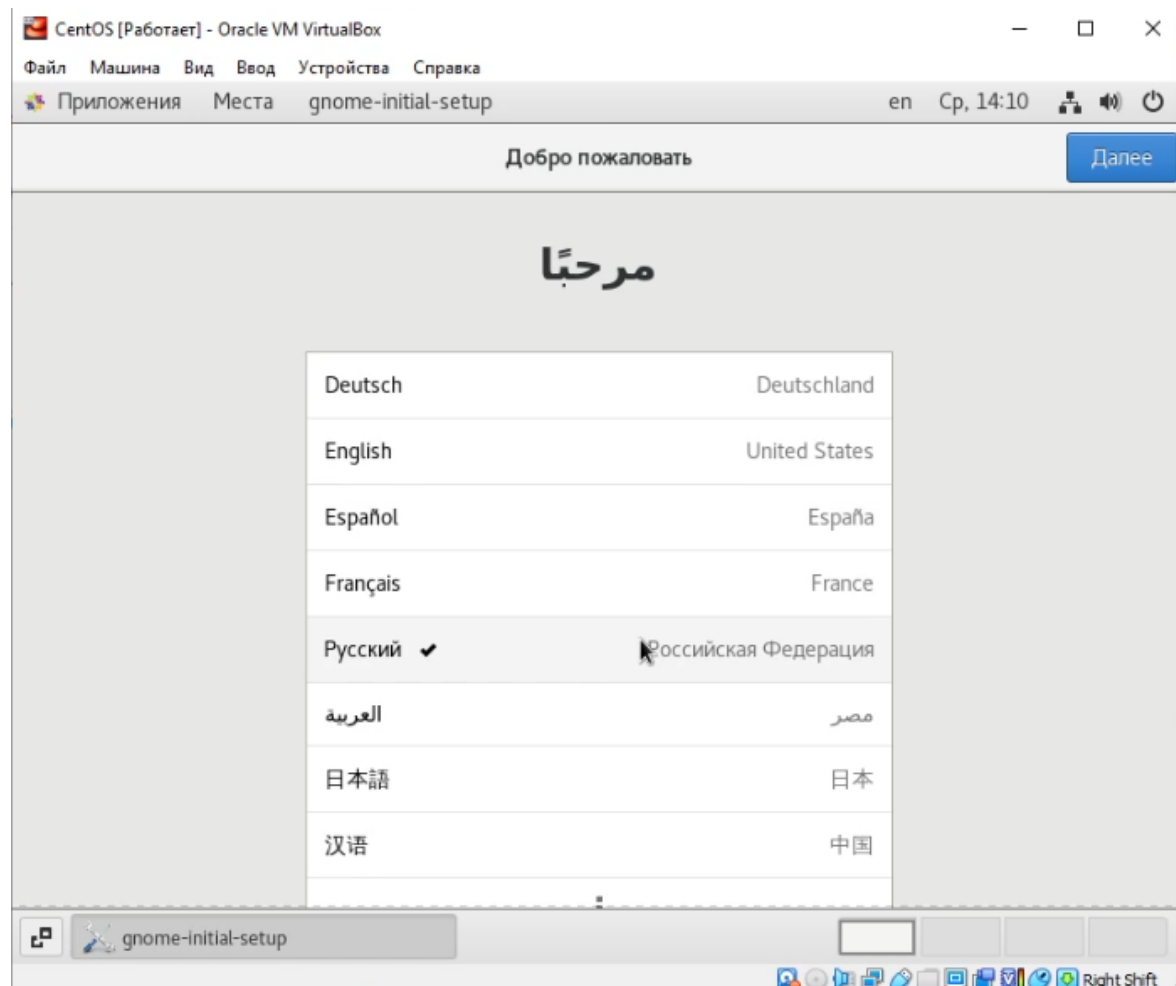 CentOS [Работает] - Oracle VM VirtualBox
Файл Машина Вид Ввод Устройства Справка
Приложения Места gnome-initial-setup en Ср, 14:10
Добро пожаловать Далее
مرحبًا
Deutsch Deutschland
English United States
Español España
Français France
Русский Российская Федерация
العربية مصر
日本語 日本
汉语 中国
gnome-initial-setup
Right Shift